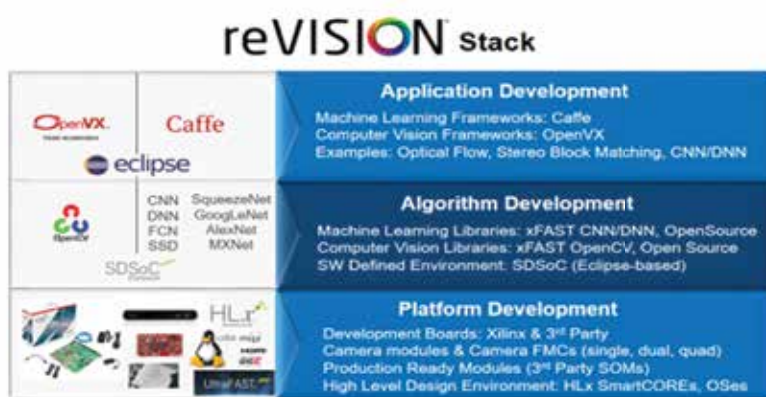 reVISION Stack
OpenVX
Caffe
eclipse
Application Development
Machine Learning Frameworks: Caffe
Computer Vision Frameworks: OpenVX
Examples: Optical Flow, Stereo Block Matching, CNN/DNN
OpenCV
CNN SqueezeNet
DNN GoogLeNet
FCN AlexNet
SSD MXNet
SDSoC
Algorithm Development
Machine Learning Libraries: xFAST CNN/DNN, OpenSource
Computer Vision Libraries: xFAST OpenCV, Open Source
SW Defined Environment: SDSoC (Eclipse-based)
HLx
HDMI
UltraFAST
Platform Development
Development Boards: Xilinx & 3rd Party
Camera modules & Camera FMCs (single, dual, quad)
Production Ready Modules (3rd Party SOMs)
High Level Design Environment: HLx SmartCOREs, OSes